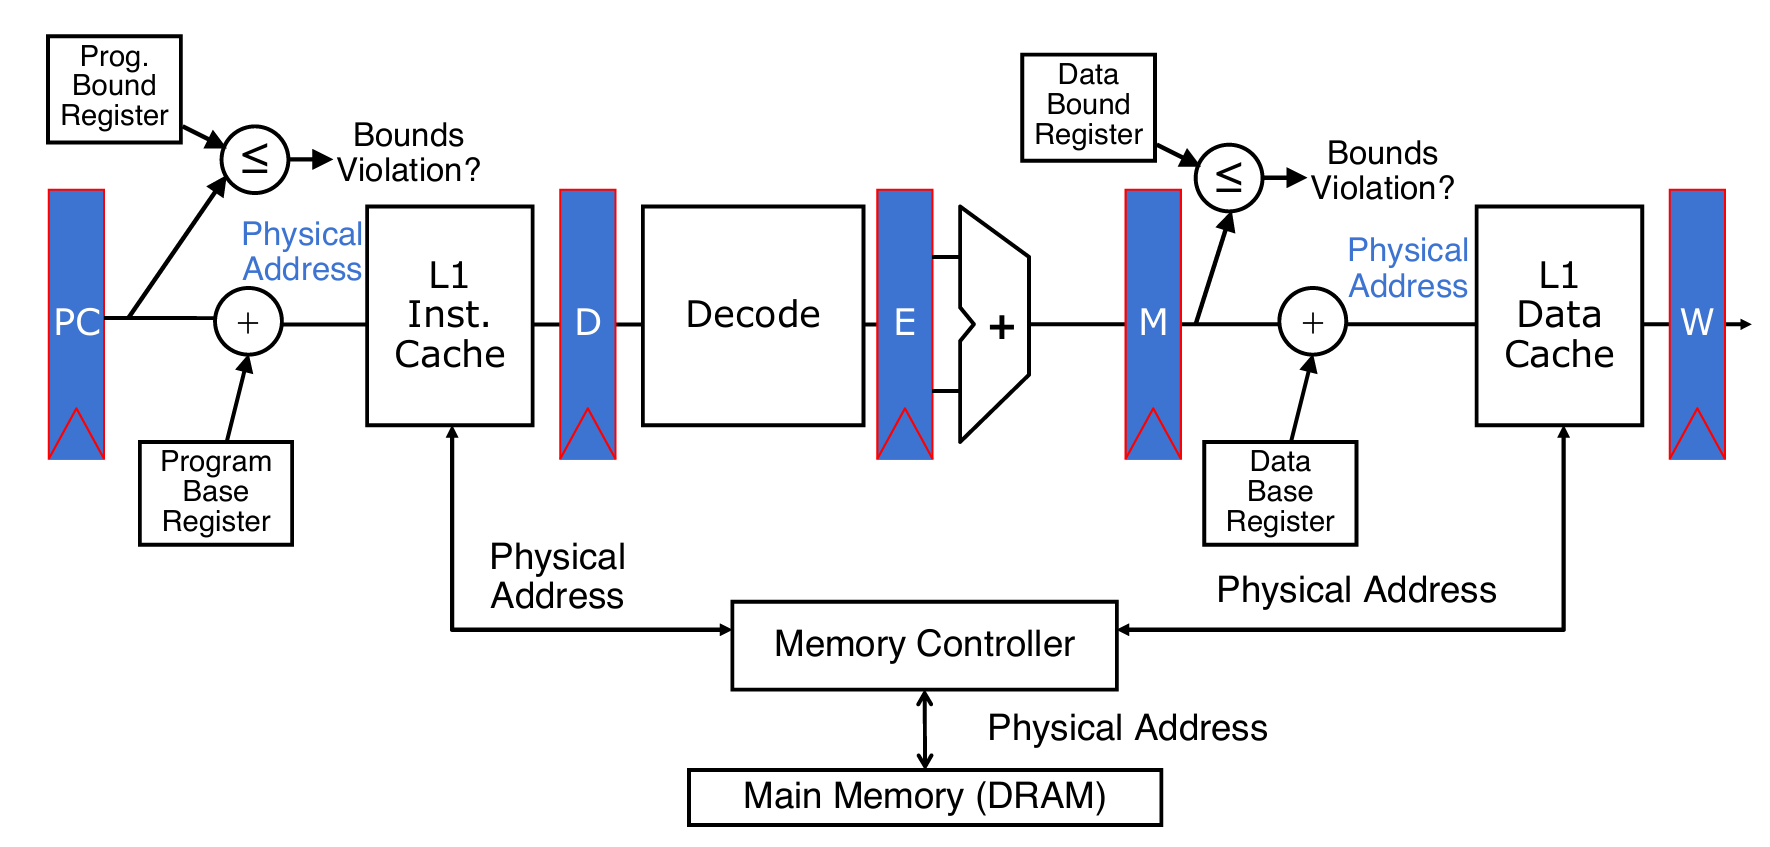 Prog.
Bound
Register
≤
Bounds
Violation?
Data
Bound
Register
≤
Bounds
Violation?
PC
Physical
Address
+
L1
Inst.
Cache
D
Decode
E
+
M
+
Physical
Address
L1
Data
Cache
W
Program
Base
Register
Data
Base
Register
Physical
Address
Physical Address
Memory Controller
Physical Address
Main Memory (DRAM)